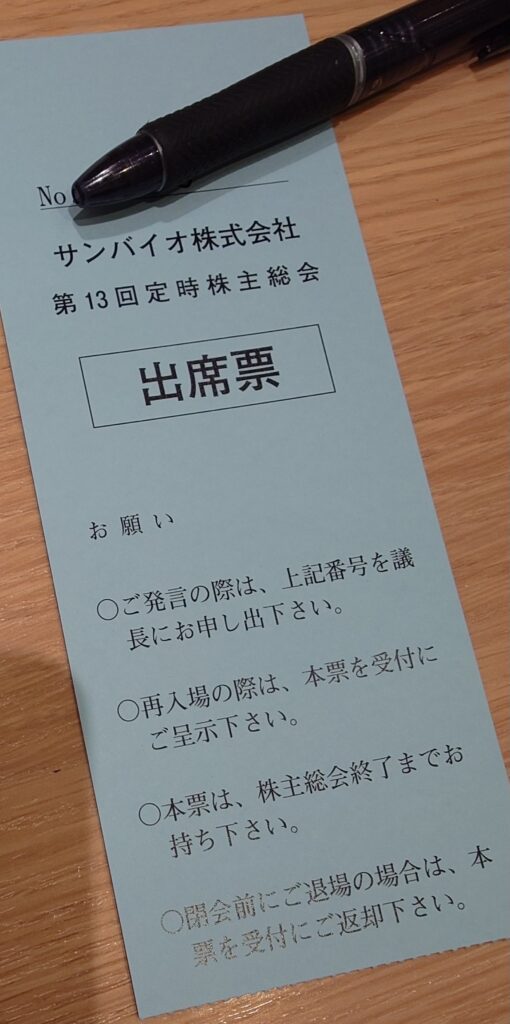 No
サンバイオ株式会社
第13回定時株主総会
出席票
お願い
○ご発言の際は、上記番号を議
長にお申し出下さい。
○再入場の際は、本票を受付に
ご呈示下さい。
○本票は、株主総会終了までお
持ち下さい。
○閉会前にご退場の場合は、本
票を受付にご返却下さい。